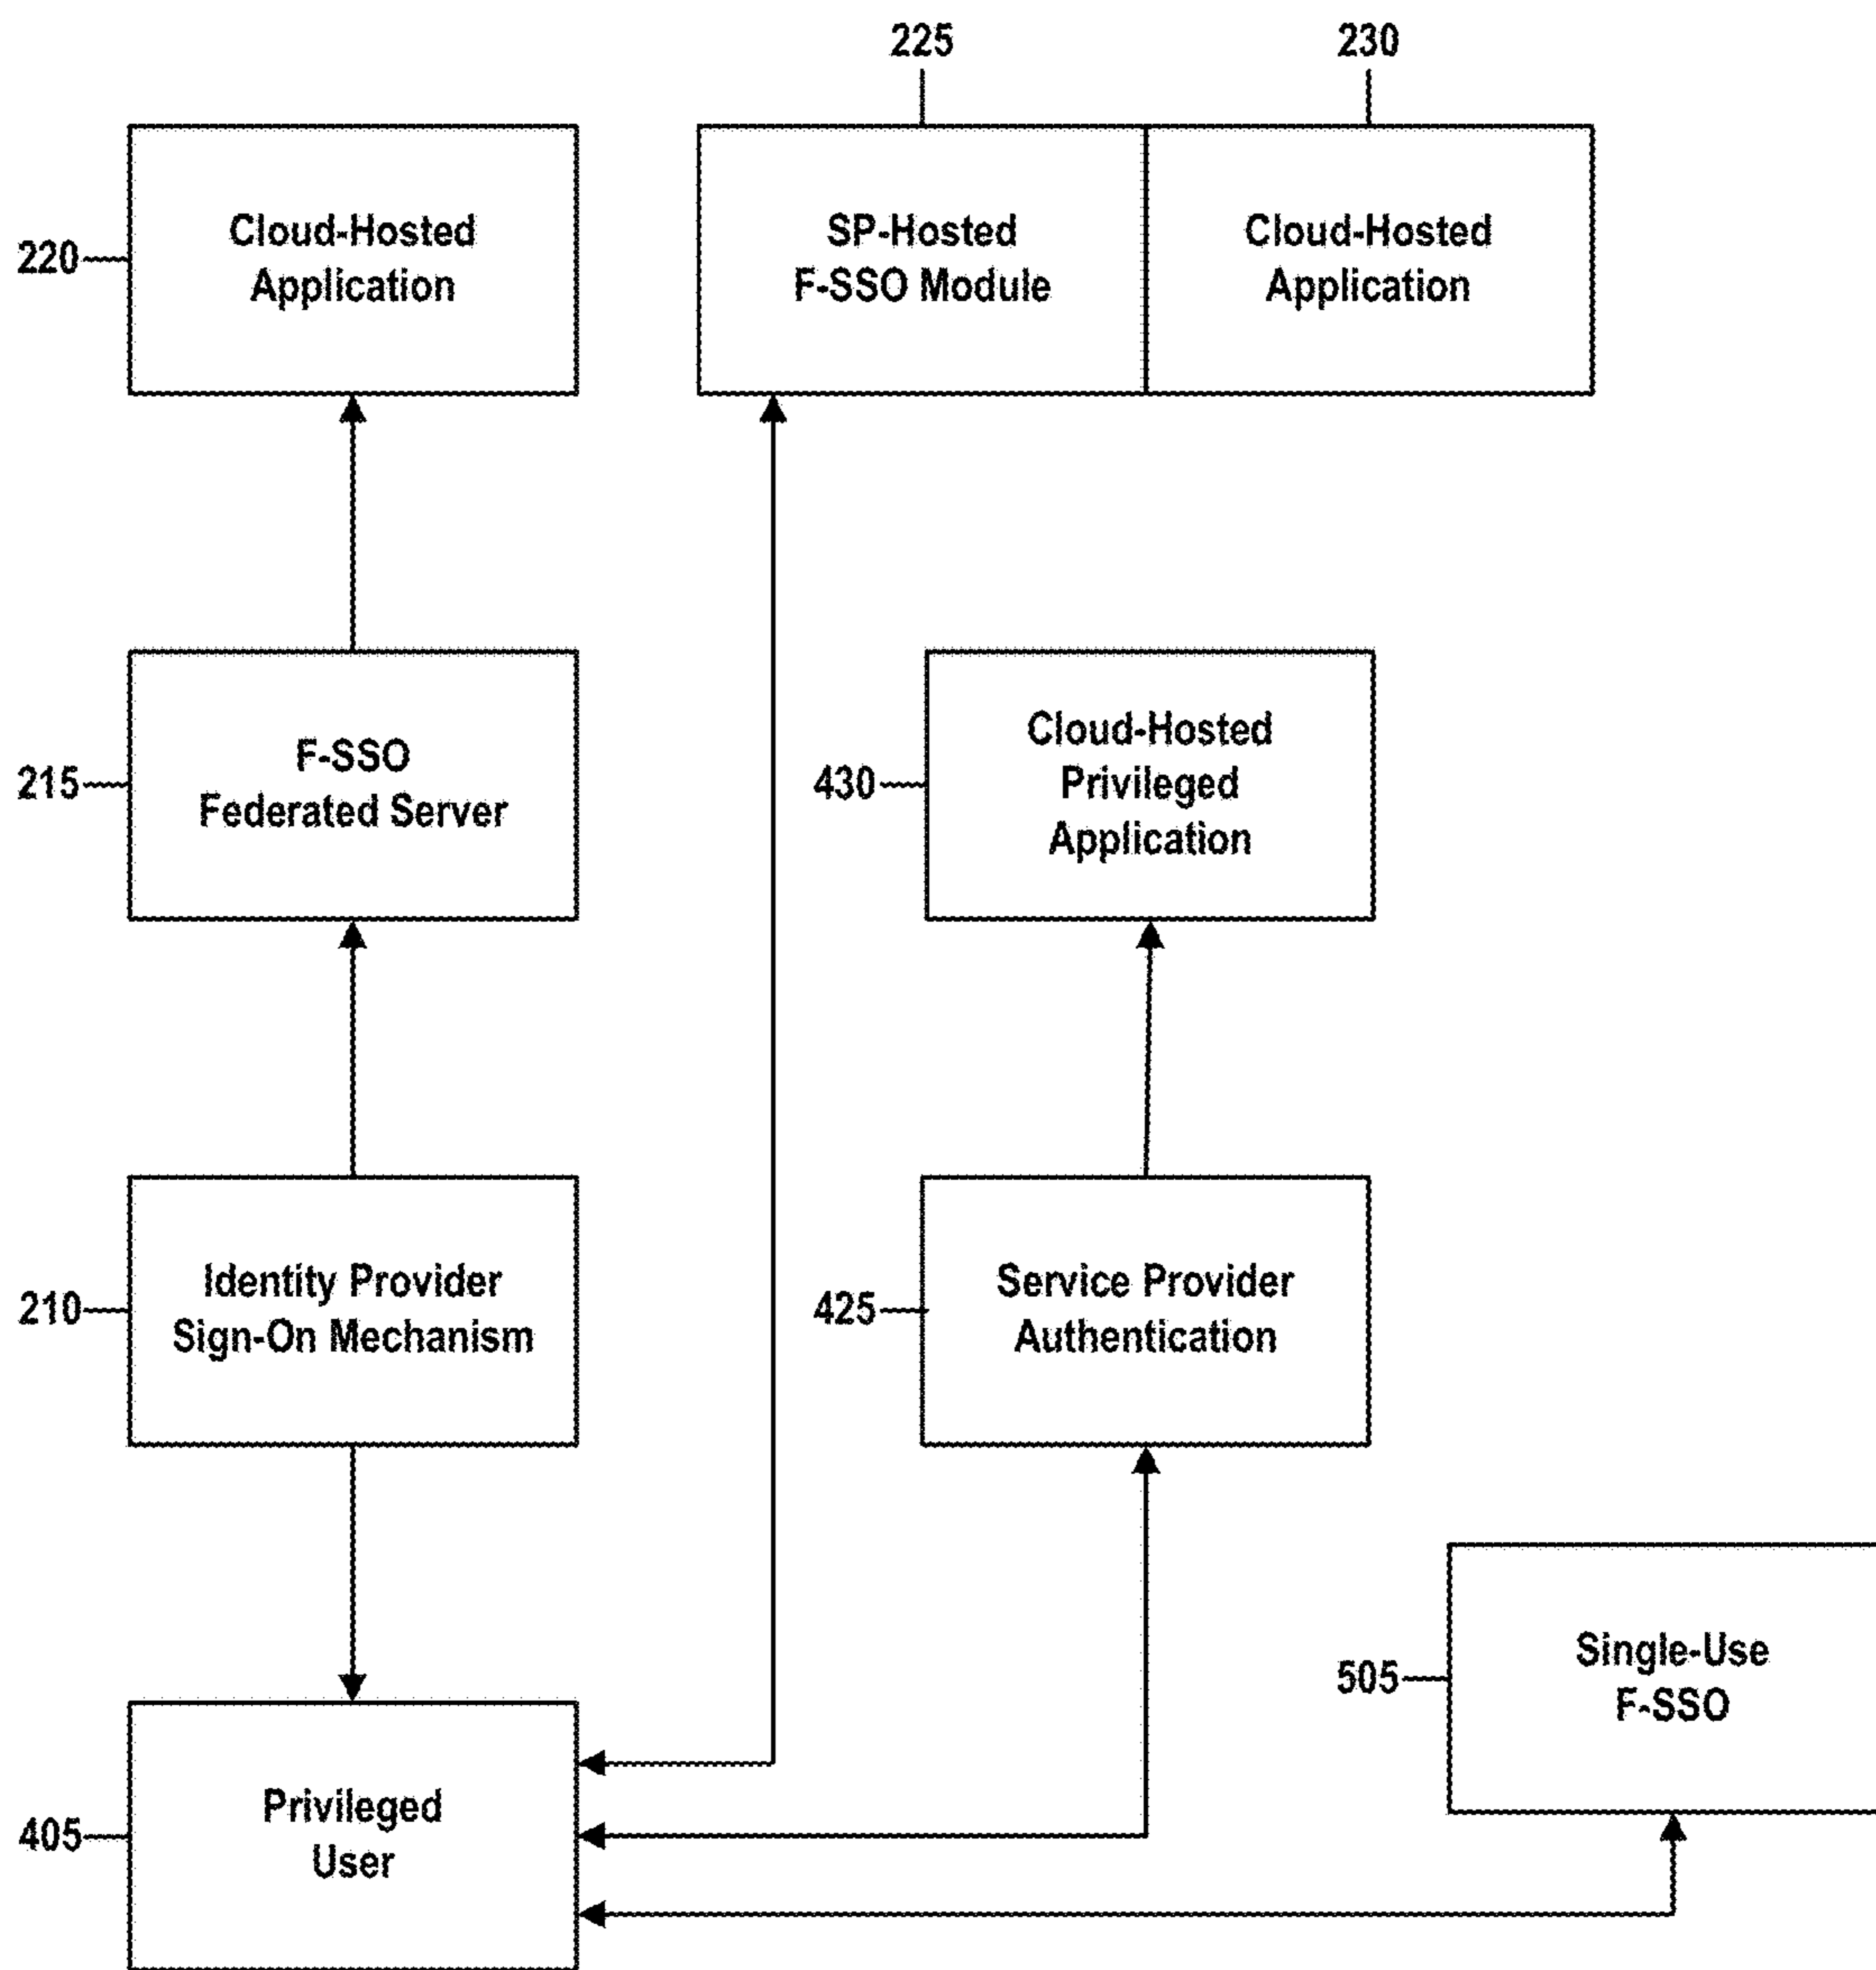 225
230
220
Cloud-Hosted
Application
SP-Hosted
F-SSO Module
Cloud-Hosted
Application
215
F-SSO
Federated Server
430
Cloud-Hosted
Privileged
Application
210
Identity Provider
Sign-On Mechanism
425
Service Provider
Authentication
505
Single-Use
F-SSO
405
Privileged
User